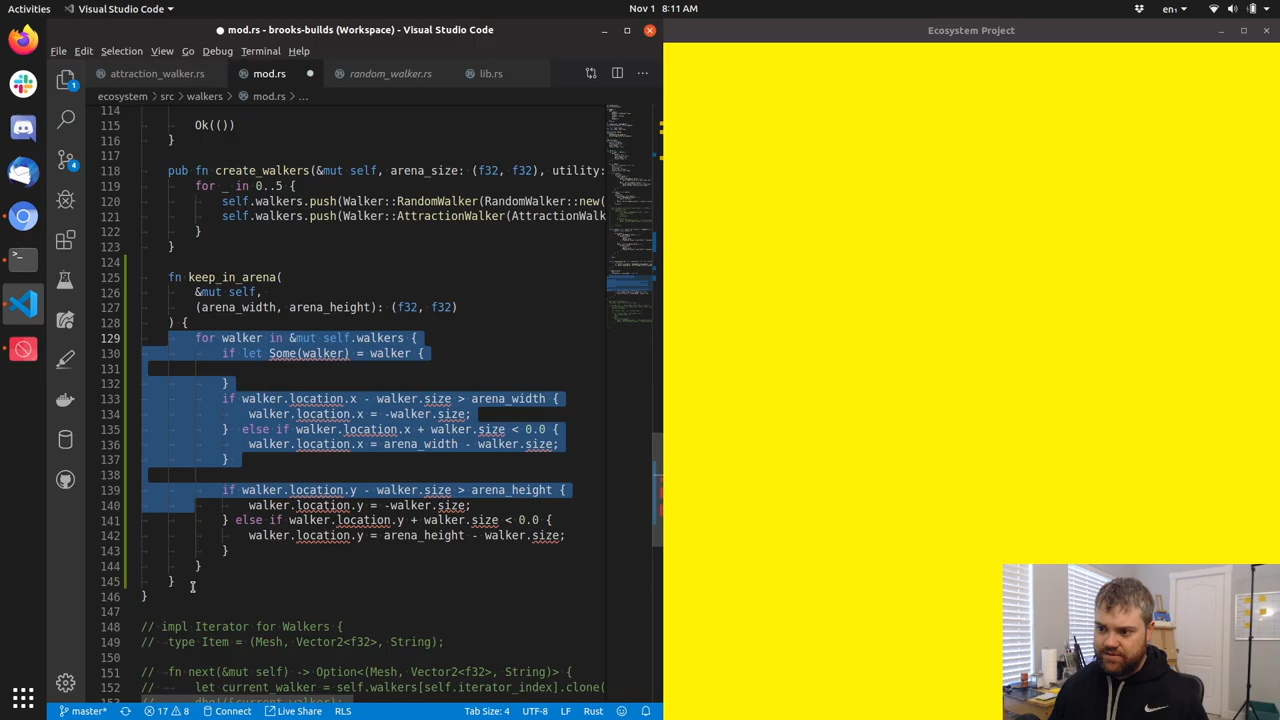 Activities
Visual Studio Code
Nov 1 8:11 AM
en₁
mod.rs - brooks-builds (Workspace) - Visual Studio Code
Ecosystem Project
File Edit Selection View Go Debug Terminal Help
attraction_walker.rs mod.rs random_walker.rs lib.rs
ecosystem › src › walkers › mod.rs › …
114
115 Ok(())
116 }
117
118 pub fn create_walkers(&mut self, arena_size: (f32, f32), utility:
119 for _ in 0..5 {
120 self.walkers.push(Walker::RandomWalker(RandomWalker::new(
121 self.walkers.push(Walker::AttractionWalker(AttractionWalk
122 }
123 }
124
125 fn keep_in_arena(
126 &mut self,
127 (arena_width, arena_height): (f32, f32)
128 ) {
129 for walker in &mut self.walkers {
130 if let Some(walker) = walker {
131
132 }
133 if walker.location.x - walker.size > arena_width {
134 walker.location.x = -walker.size;
135 } else if walker.location.x + walker.size < 0.0 {
136 walker.location.x = arena_width - walker.size;
137 }
138
139 if walker.location.y - walker.size > arena_height {
140 walker.location.y = -walker.size;
141 } else if walker.location.y + walker.size < 0.0 {
142 walker.location.y = arena_height - walker.size;
143 }
144 }
145 }
146 }
147
148 // impl Iterator for Walkers {
149 // type Item = (Mesh, Vector2<f32>, String);
150
151 // fn next(&mut self) -> Option<(Mesh, Vector2<f32>, String)> {
152 // let current_walker = self.walkers[self.iterator_index].clone(
1
4
master* 17 8 Connect Live Share RLS Tab Size: 4 UTF-8 LF Rust